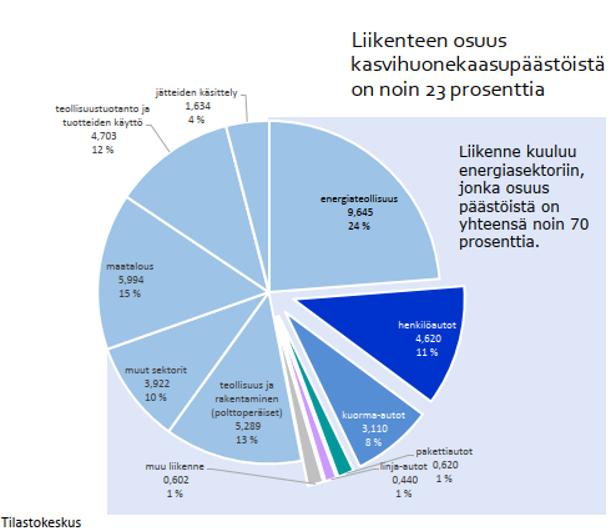 Liikenteen osuus
kasvihuonekaasupäästöistä
on noin 23 prosenttia
Liikenne kuuluu
energiasektoriin,
jonka osuus
päästöistä on
yhteensä noin 70
prosenttia.
jätteiden käsittely
1,634
4 %
teollisuustuotanto ja
tuotteiden käyttö
4,703
12 %
energiateollisuus
9,645
24 %
maatalous
5,994
15 %
henkilöautot
4,620
11 %
muut sektorit
3,922
10 %
teollisuus ja
rakentaminen
(polttoperäiset)
5,289
13 %
kuorma-autot
3,110
8 %
pakettiautot
0,620
1 %
linja-autot
0,440
1 %
muu liikenne
0,602
1 %
Tilastokeskus